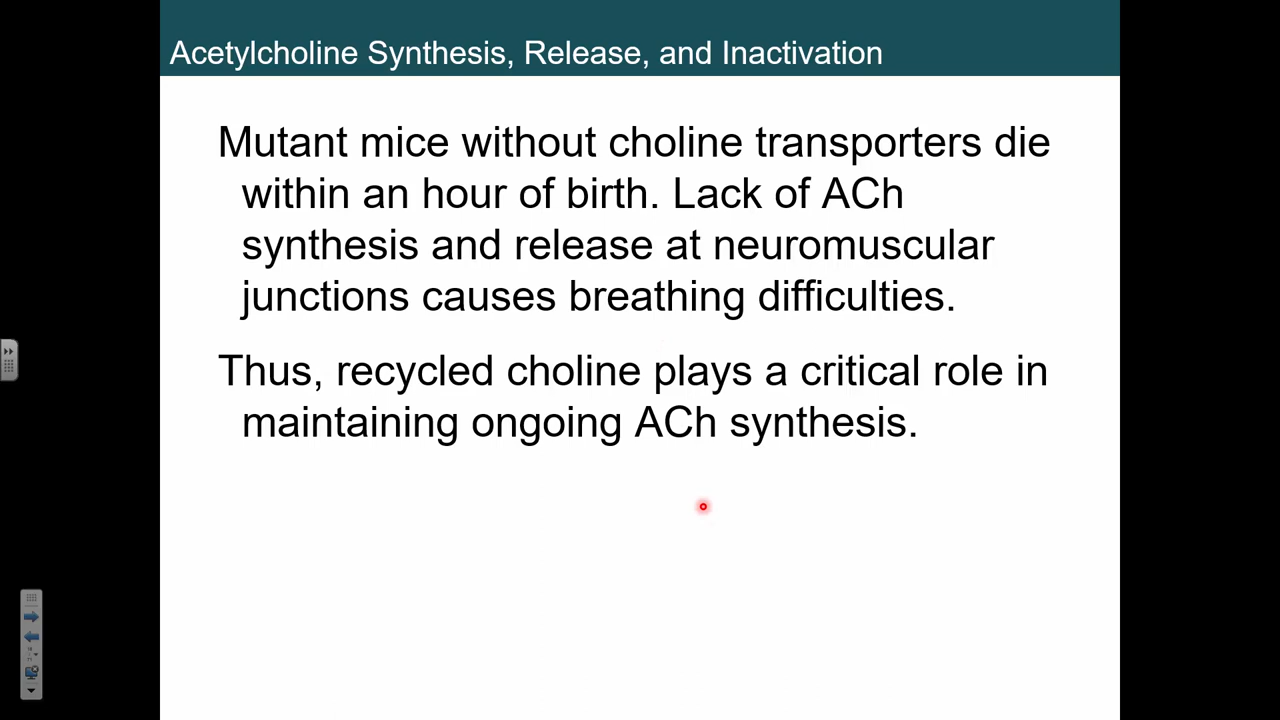 Acetylcholine Synthesis, Release, and Inactivation
Mutant mice without choline transporters die
within an hour of birth. Lack of ACh
synthesis and release at neuromuscular
junctions causes breathing difficulties.
Thus, recycled choline plays a critical role in
maintaining ongoing ACh synthesis.